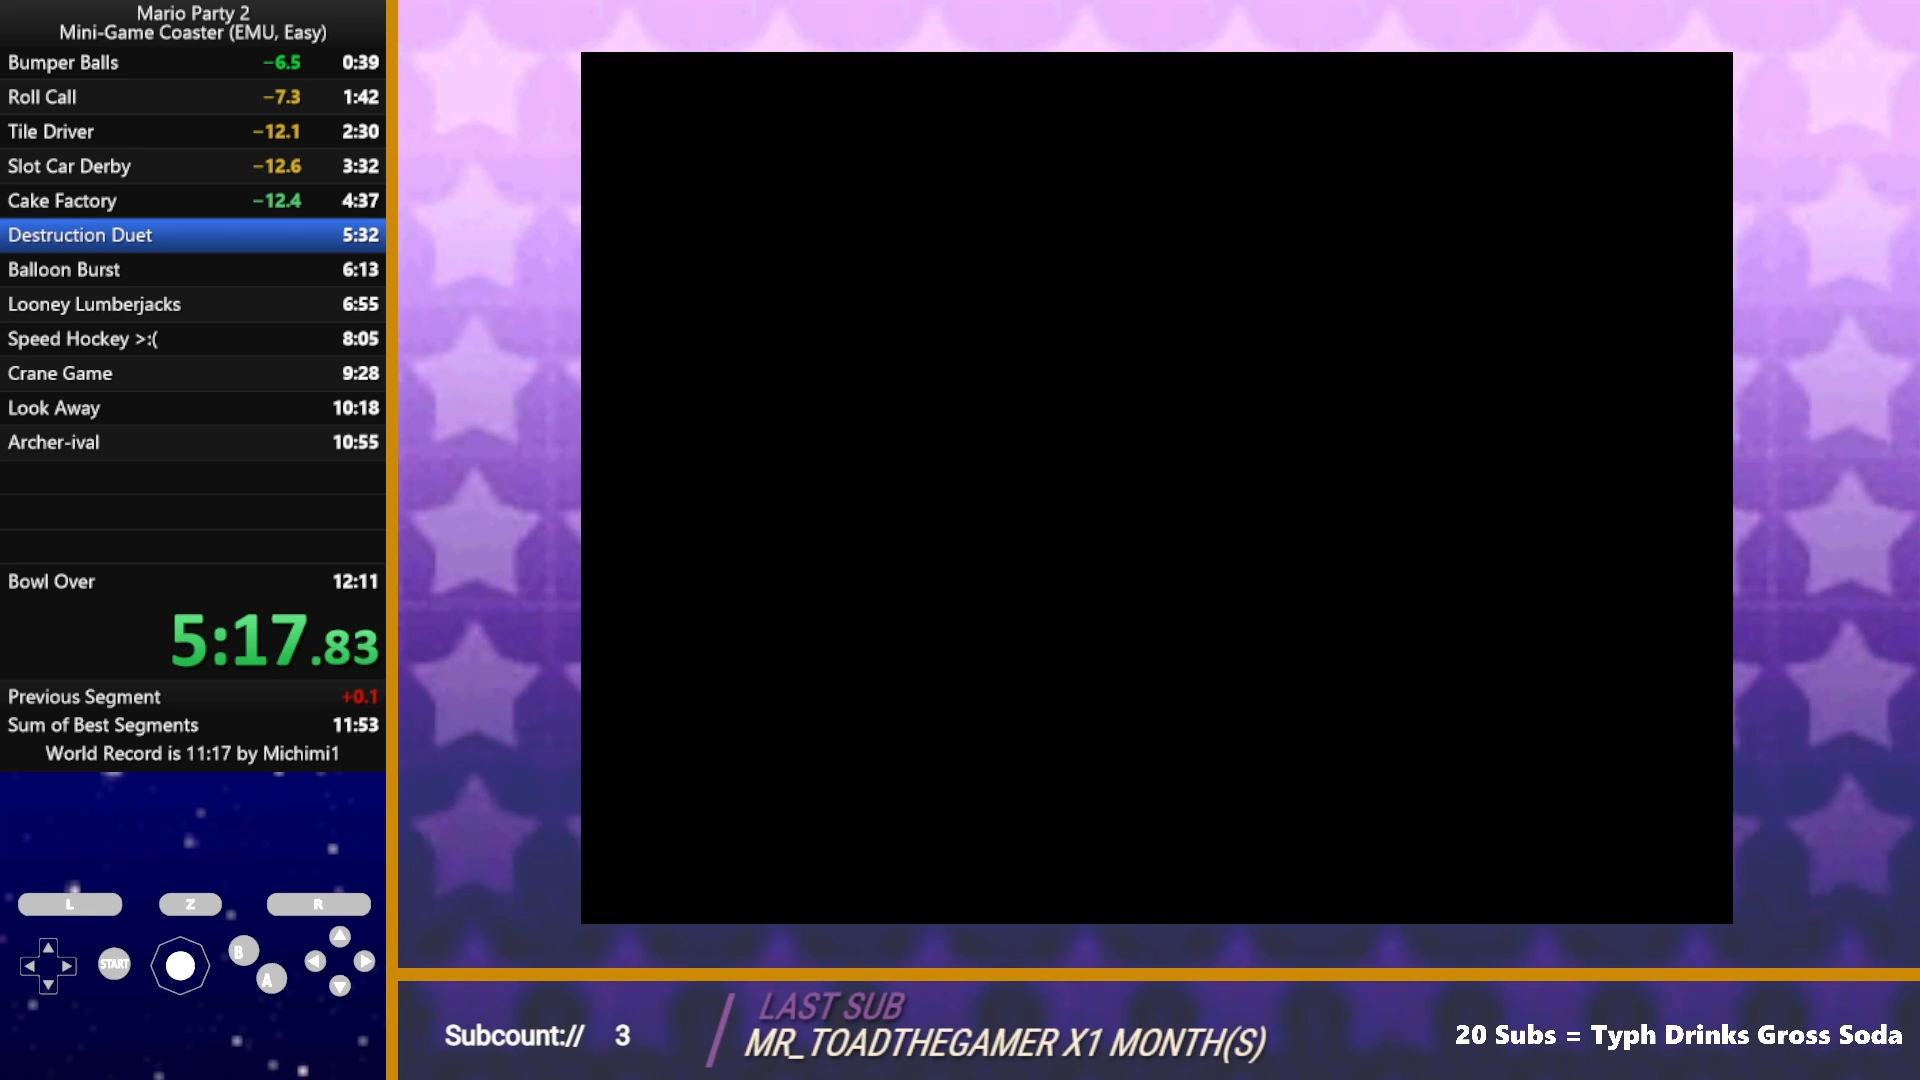 Mario Party 2
Mini-Game Coaster (EMU, Easy)
Bumper Balls −6.5 0:39
Roll Call −7.3 1:42
Tile Driver −12.1 2:30
Slot Car Derby −12.6 3:32
Cake Factory −12.4 4:37
Destruction Duet 5:32
Balloon Burst 6:13
Looney Lumberjacks 6:55
Speed Hockey >:( 8:05
Crane Game 9:28
Look Away 10:18
Archer-ival 10:55
Bowl Over 12:11
5:17.83
Previous Segment +0.1
Sum of Best Segments 11:53
World Record is 11:17 by Michimi1
L Z R
START B A
Subcount:// 3
LAST SUB
MR_TOADTHEGAMER X1 MONTH(S)
20 Subs = Typh Drinks Gross Soda